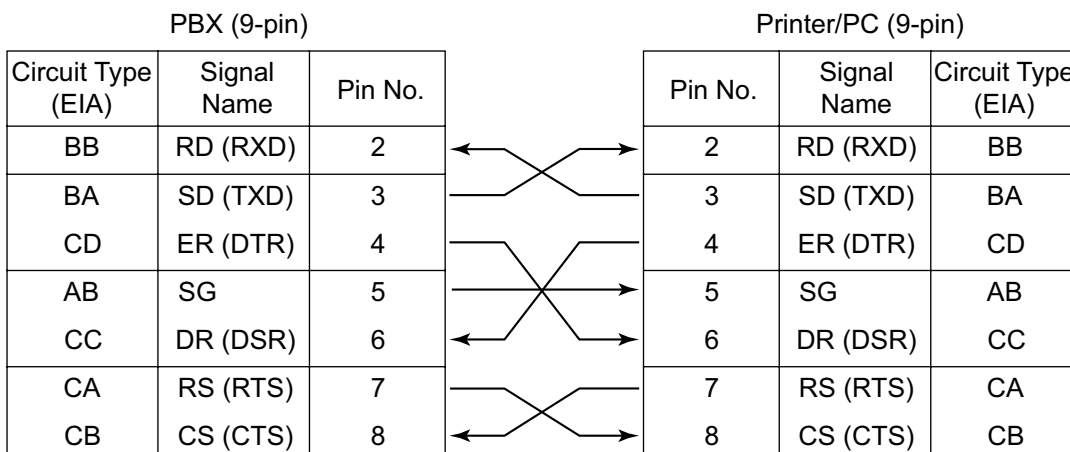 PBX (9-pin) Printer/PC (9-pin)
Circuit Type (EIA) Signal Name Pin No. Pin No. Signal Name Circuit Type (EIA)
BB RD (RXD) 2 2 RD (RXD) BB
BA SD (TXD) 3 3 SD (TXD) BA
CD ER (DTR) 4 4 ER (DTR) CD
AB SG 5 5 SG AB
CC DR (DSR) 6 6 DR (DSR) CC
CA RS (RTS) 7 7 RS (RTS) CA
CB CS (CTS) 8 8 CS (CTS) CB